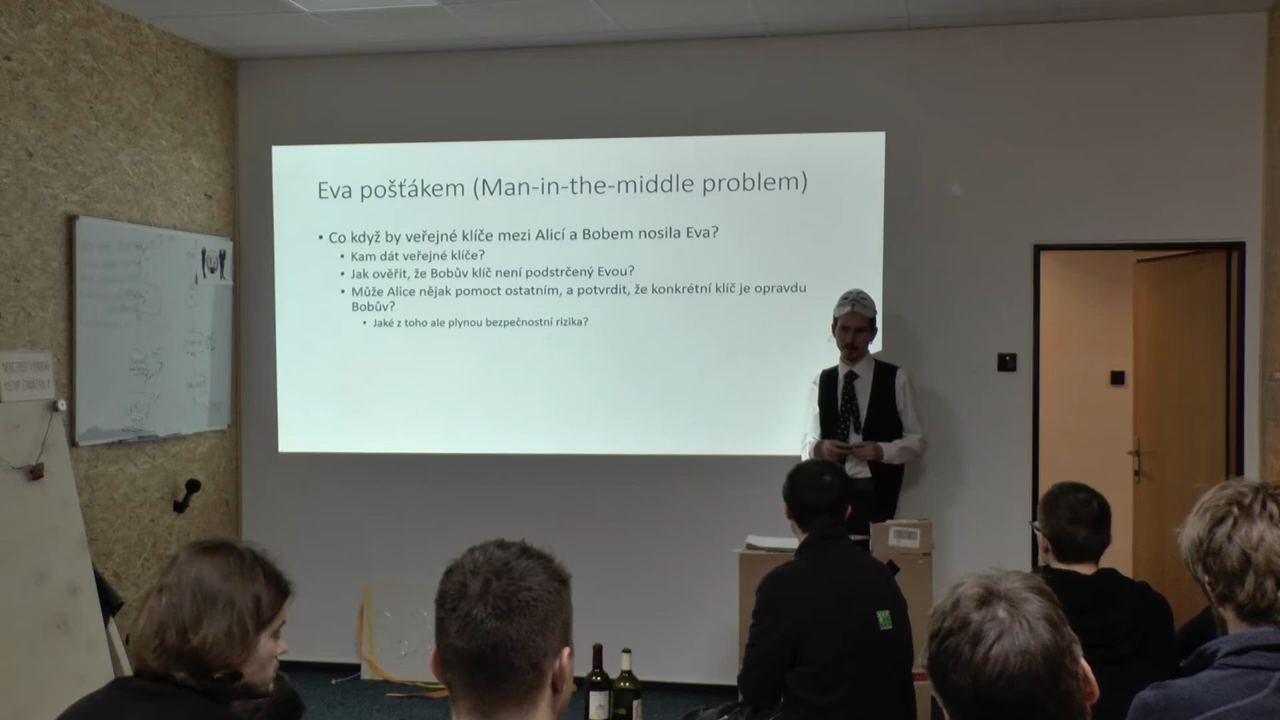 Eva pošťákem (Man-in-the-middle problem)
• Co když by veřejné klíče mezi Alicí a Bobem nosila Eva?
• Kam dát veřejné klíče?
• Jak ověřit, že Bobův klíč není podstrčený Evou?
• Může Alice nějak pomoct ostatním, a potvrdit, že konkrétní klíč je opravdu
Bobův?
• Jaké z toho ale plynou bezpečnostní rizika?